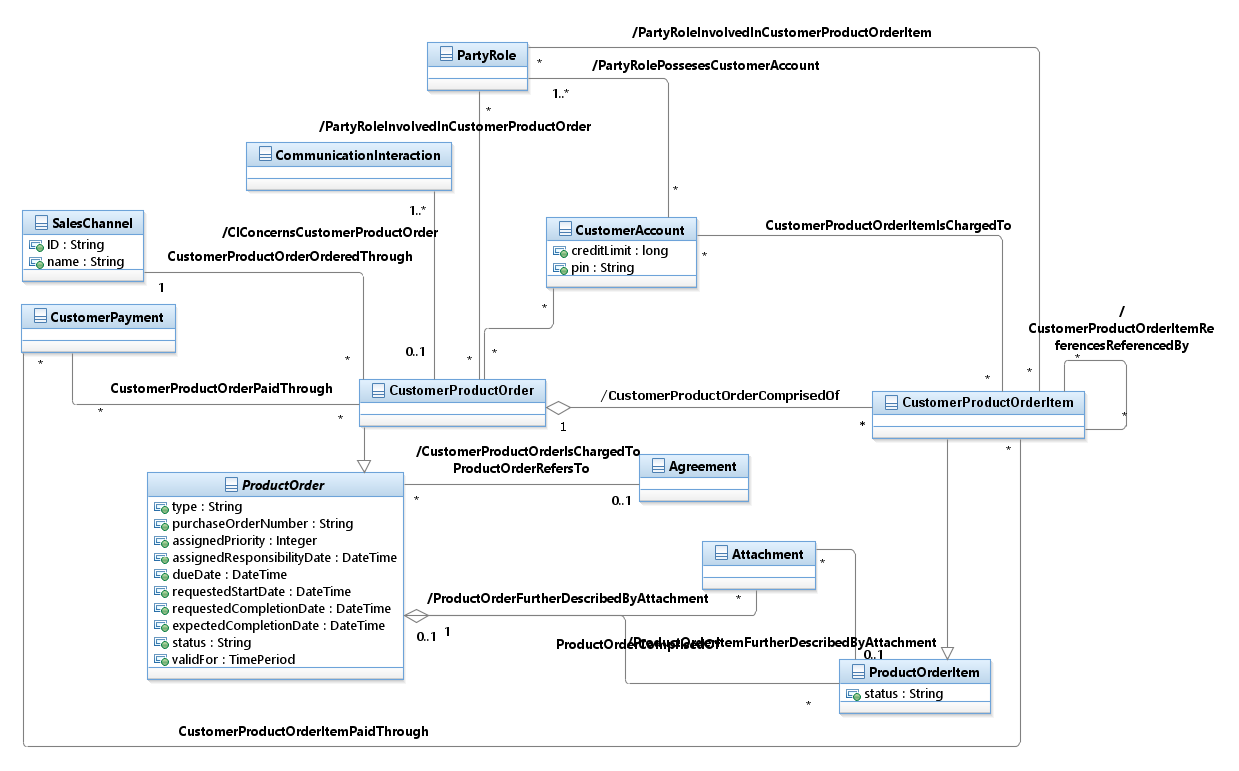 /PartyRoleInvolvedInCustomerProductOrderItem
PartyRole
*
/PartyRolePossesesCustomerAccount
1..*
*
/PartyRoleInvolvedInCustomerProductOrder
CommunicationInteraction
*
1..*
SalesChannel
ID : String
name : String
/CIConcernsCustomerProductOrder
CustomerProductOrderOrderedThrough
1
CustomerAccount
creditLimit : long
pin : String
CustomerProductOrderItemIsChargedTo
*
*
CustomerPayment
/
CustomerProductOrderItemRe
ferencesReferencedBy
*
*
*
0..1
*
*
*
*
CustomerProductOrderPaidThrough
*
*
CustomerProductOrder
/CustomerProductOrderComprisedOf
1
*
CustomerProductOrderItem
*
*
/CustomerProductOrderIsChargedTo
ProductOrderRefersTo
*
0..1
Agreement
ProductOrder
type : String
purchaseOrderNumber : String
assignedPriority : Integer
assignedResponsibilityDate : DateTime
dueDate : DateTime
requestedStartDate : DateTime
requestedCompletionDate : DateTime
expectedCompletionDate : DateTime
status : String
validFor : TimePeriod
Attachment
*
*
/ProductOrderFurtherDescribedByAttachment
0..1
1
ProductOrderComprisedOf
/ProductOrderItemFurtherDescribedByAttachment
0..1
ProductOrderItem
status : String
*
CustomerProductOrderItemPaidThrough